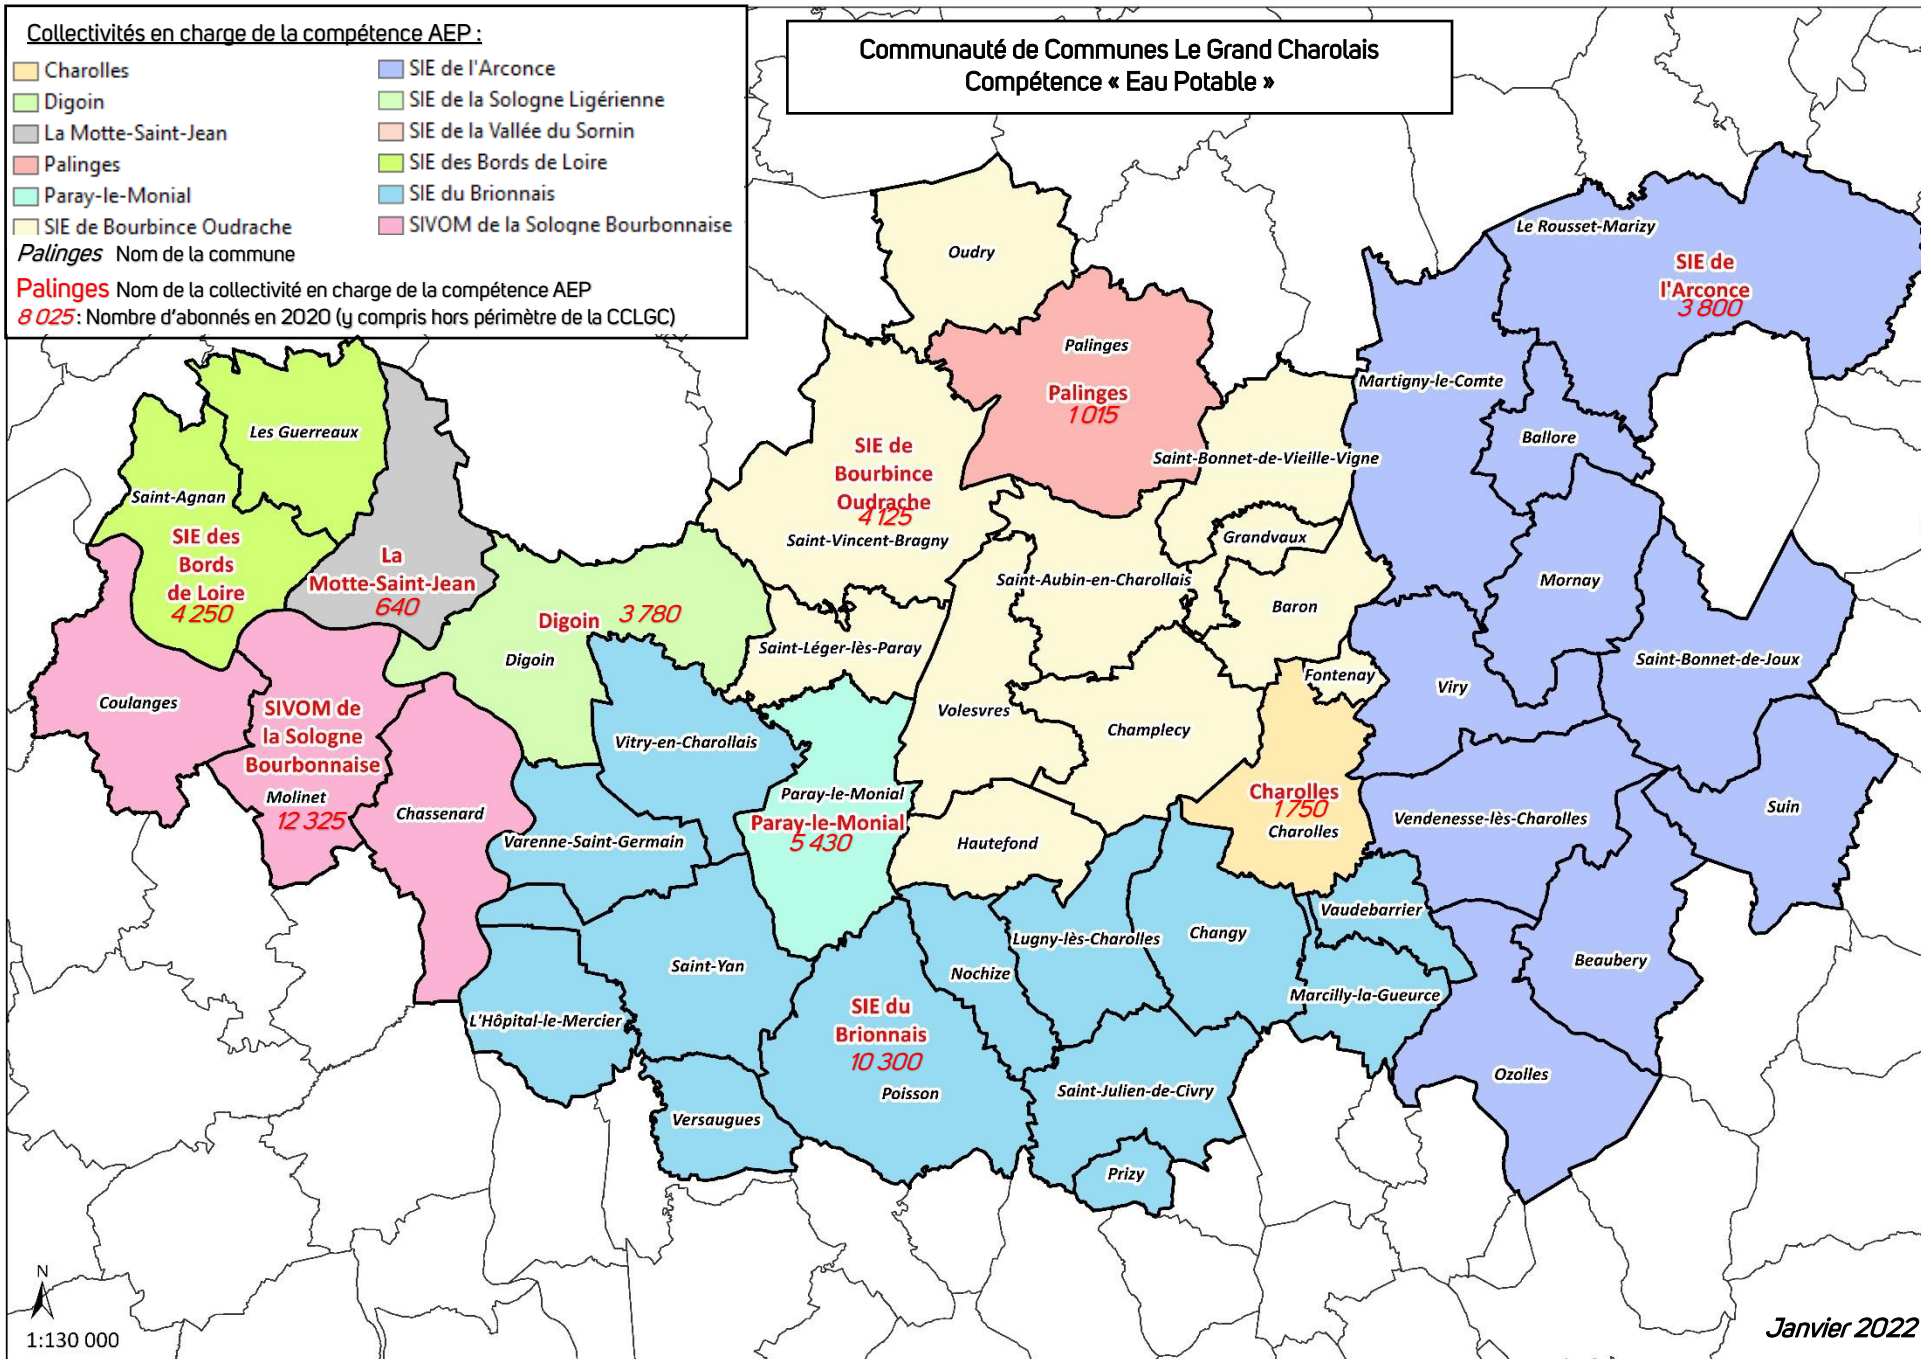 Collectivités en charge de la compétence AEP :
Charolles
Digoin
La Motte-Saint-Jean
Palinges
Paray-le-Monial
SIE de Bourbince Oudrache
SIE de l'Arconce
SIE de la Sologne Ligérienne
SIE de la Vallée du Sornin
SIE des Bords de Loire
SIE du Brionnais
SIVOM de la Sologne Bourbonnaise
Palinges Nom de la commune
Palinges Nom de la collectivité en charge de la compétence AEP
8 025 : Nombre d'abonnés en 2020 (y compris hors périmètre de la CCLGC)
Communauté de Communes Le Grand Charolais
Compétence « Eau Potable »
Oudry
Le Rousset-Marizy
SIE de
l'Arconce
3 800
Palinges
Palinges
1 015
Martigny-le-Comte
Ballore
Les Guerreaux
Saint-Agnan
SIE des
Bords
de Loire
4 250
La
Motte-Saint-Jean
640
SIE de
Bourbince
Oudrache
4 125
Saint-Vincent-Bragny
Saint-Bonnet-de-Vieille-Vigne
Grandvaux
Saint-Aubin-en-Charollais
Baron
Mornay
Digoin
3 780
Digoin
Saint-Léger-lès-Paray
Fontenay
Viry
Saint-Bonnet-de-Joux
Coulanges
SIVOM de
la Sologne
Bourbonnaise
Molinet
12 325
Chassenard
Vitry-en-Charollais
Volesvres
Champlecy
Paray-le-Monial
Paray-le-Monial
5 430
Charolles
1 750
Charolles
Vendenesse-lès-Charolles
Suin
Varenne-Saint-Germain
Hautefond
Vaudebarrier
Lugny-lès-Charolles
Changy
Beaubery
Saint-Yan
Nochize
Marcilly-la-Gueurce
L'Hôpital-le-Mercier
SIE du
Brionnais
10 300
Poisson
Ozolles
Saint-Julien-de-Civry
Versaugues
Prizy
N
1:130 000
Janvier 2022